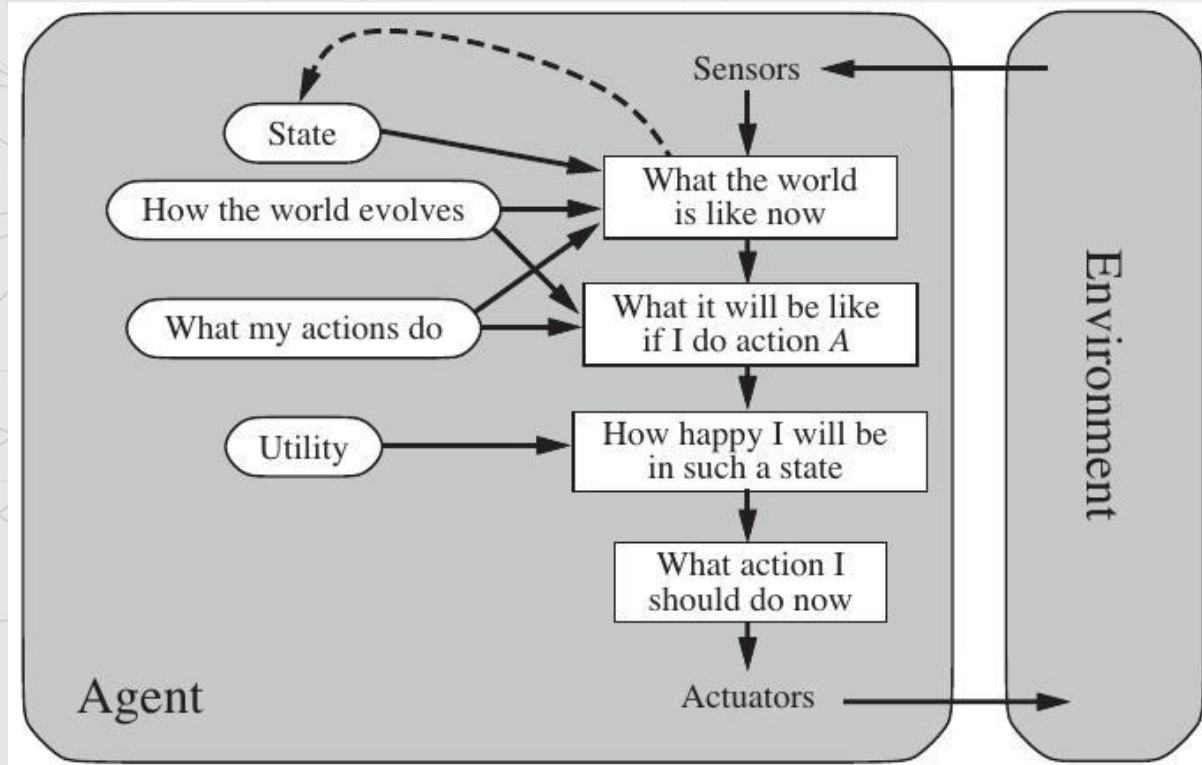 Sensors
State
What the world
is like now
How the world evolves
What it will be like
if I do action A
What my actions do
How happy I will be
in such a state
Utility
What action I
should do now
Agent
Actuators
Environment